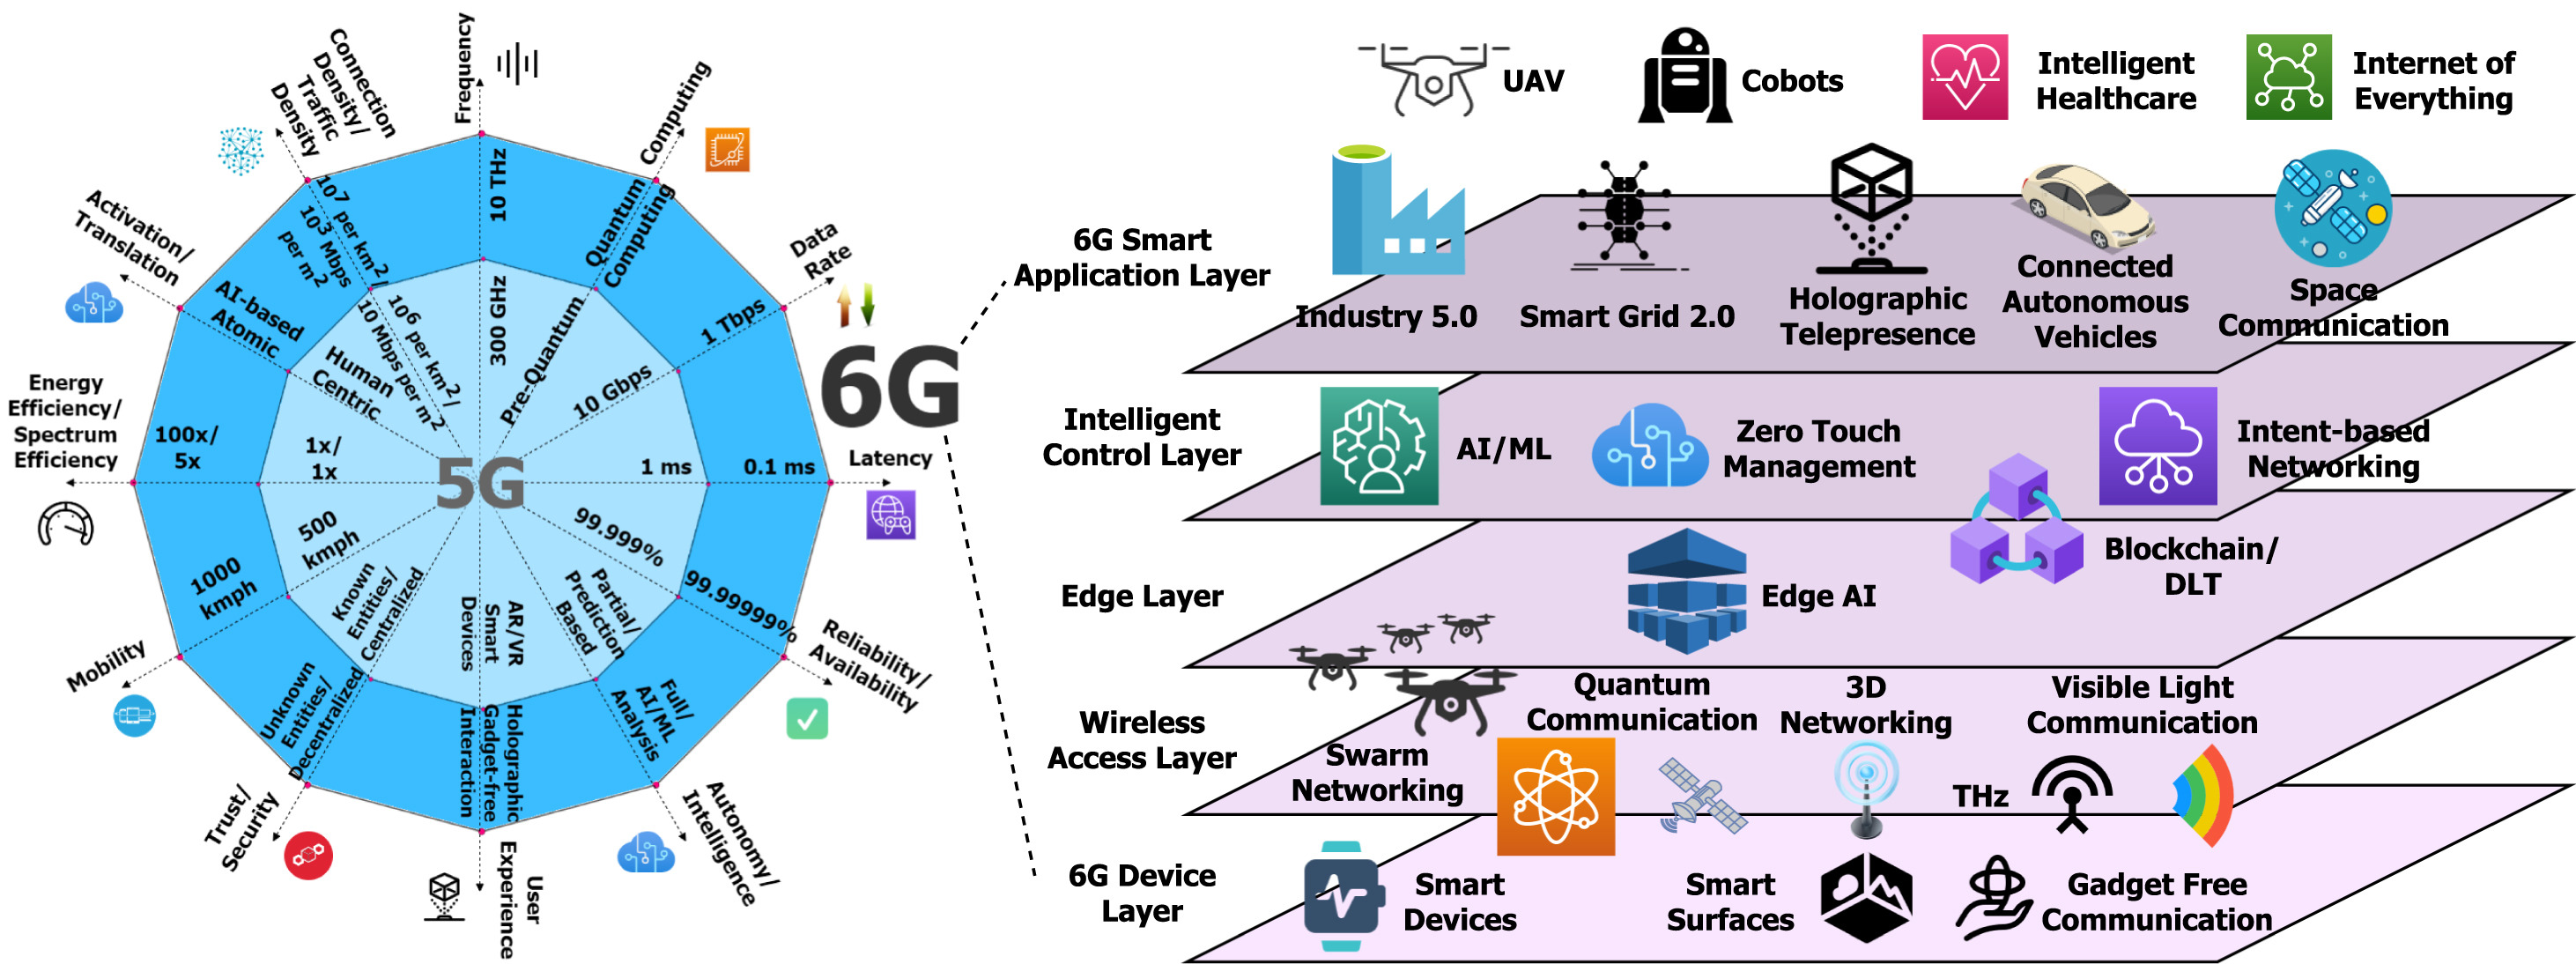 Frequency
Computing
Data
Rate
Latency
Reliability/
Availability
Autonomy/
Intelligence
User
Experience
Trust/
Security
Mobility
Energy
Efficiency/
Spectrum
Efficiency
Activation/
Translation
Connection
Density/
Traffic
Density
10 THz
Quantum
Computing
1 Tbps
0.1 ms
99.99999%
Full/
AI/ML
Analysis
Holographic
Gadget-free
Interaction
Unknown
Entities/
Decentralized
1000
kmph
100x/
5x
AI-based
Atomic
10⁷ per km²/
10³ Mbps
per m²
300 GHz
Pre-Quantum
10 Gbps
1 ms
99.999%
Partial/
Prediction
Based
AR/VR
Smart
Devices
Known
Entities/
Centralized
500
kmph
1x/
1x
Human
Centric
10⁶ per km²/
10 Mbps per m²
5G
6G
UAV
Cobots
Intelligent
Healthcare
Internet of
Everything
6G Smart
Application Layer
Industry 5.0
Smart Grid 2.0
Holographic
Telepresence
Connected
Autonomous
Vehicles
Space
Communication
Intelligent
Control Layer
AI/ML
Zero Touch
Management
Intent-based
Networking
Edge Layer
Edge AI
Blockchain/
DLT
Wireless
Access Layer
Swarm
Networking
Quantum
Communication
3D
Networking
Visible Light
Communication
THz
6G Device
Layer
Smart
Devices
Smart
Surfaces
Gadget Free
Communication